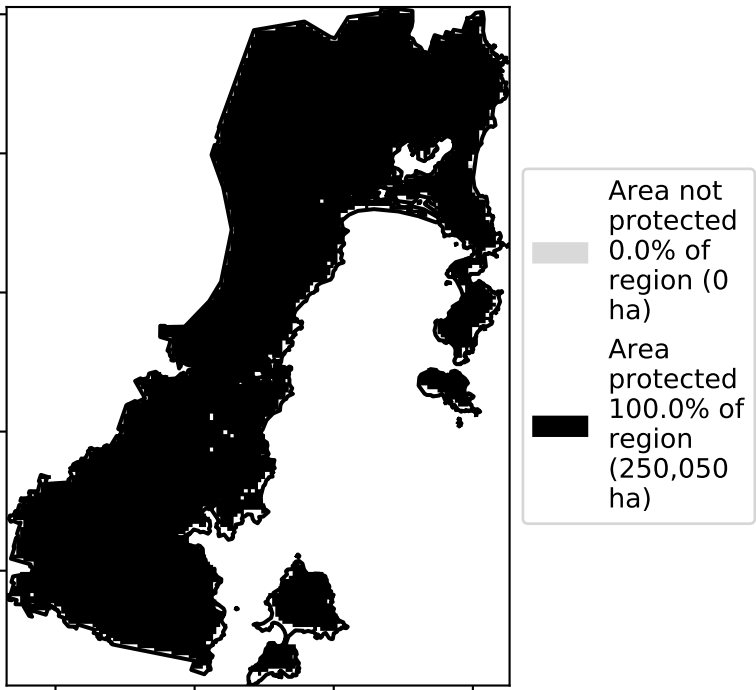 Area not
protected
0.0% of
region (0
ha)
Area
protected
100.0% of
region
(250,050
ha)